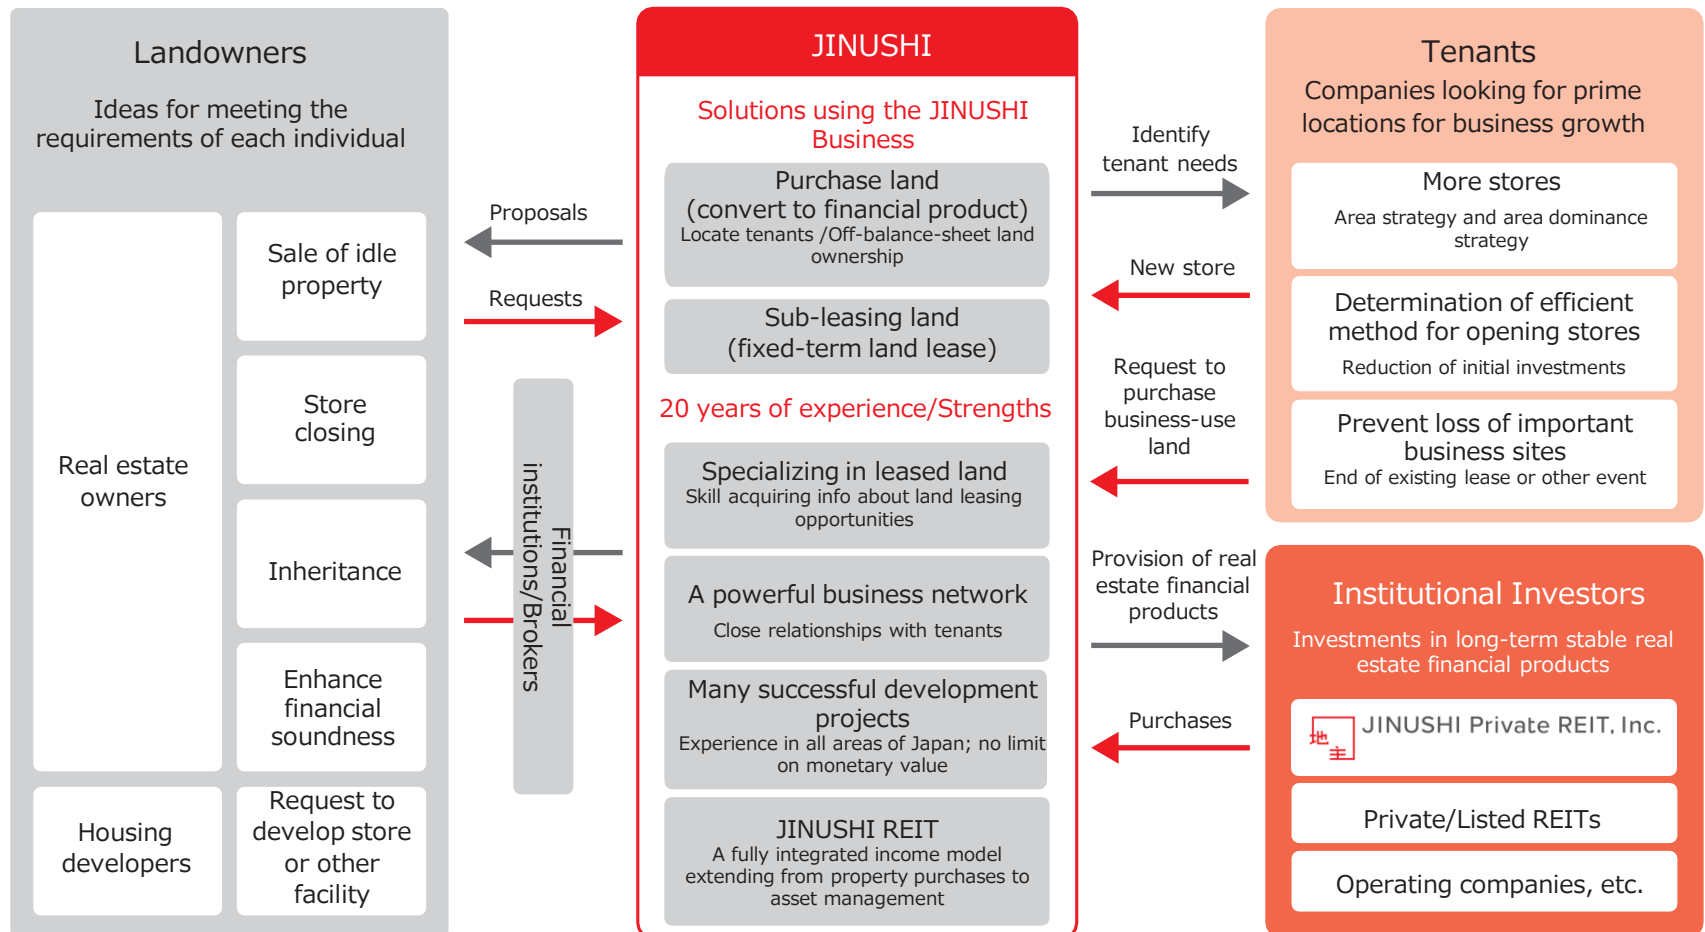 Landowners
Ideas for meeting the
requirements of each individual
Real estate
owners
Sale of idle
property
Store
closing
Inheritance
Enhance
financial
soundness
Housing
developers
Request to
develop store
or other
facility
Proposals
Requests
Financial
institutions/Brokers
JINUSHI
Solutions using the JINUSHI
Business
Purchase land
(convert to financial product)
Locate tenants /Off-balance-sheet land
ownership
Sub-leasing land
(fixed-term land lease)
20 years of experience/Strengths
Specializing in leased land
Skill acquiring info about land leasing
opportunities
A powerful business network
Close relationships with tenants
Many successful development
projects
Experience in all areas of Japan; no limit
on monetary value
JINUSHI REIT
A fully integrated income model
extending from property purchases to
asset management
Identify
tenant needs
New store
Request to
purchase
business-use
land
Provision of real
estate financial
products
Purchases
Tenants
Companies looking for prime
locations for business growth
More stores
Area strategy and area dominance
strategy
Determination of efficient
method for opening stores
Reduction of initial investments
Prevent loss of important
business sites
End of existing lease or other event
Institutional Investors
Investments in long-term stable real
estate financial products
地主
JINUSHI Private REIT, Inc.
Private/Listed REITs
Operating companies, etc.